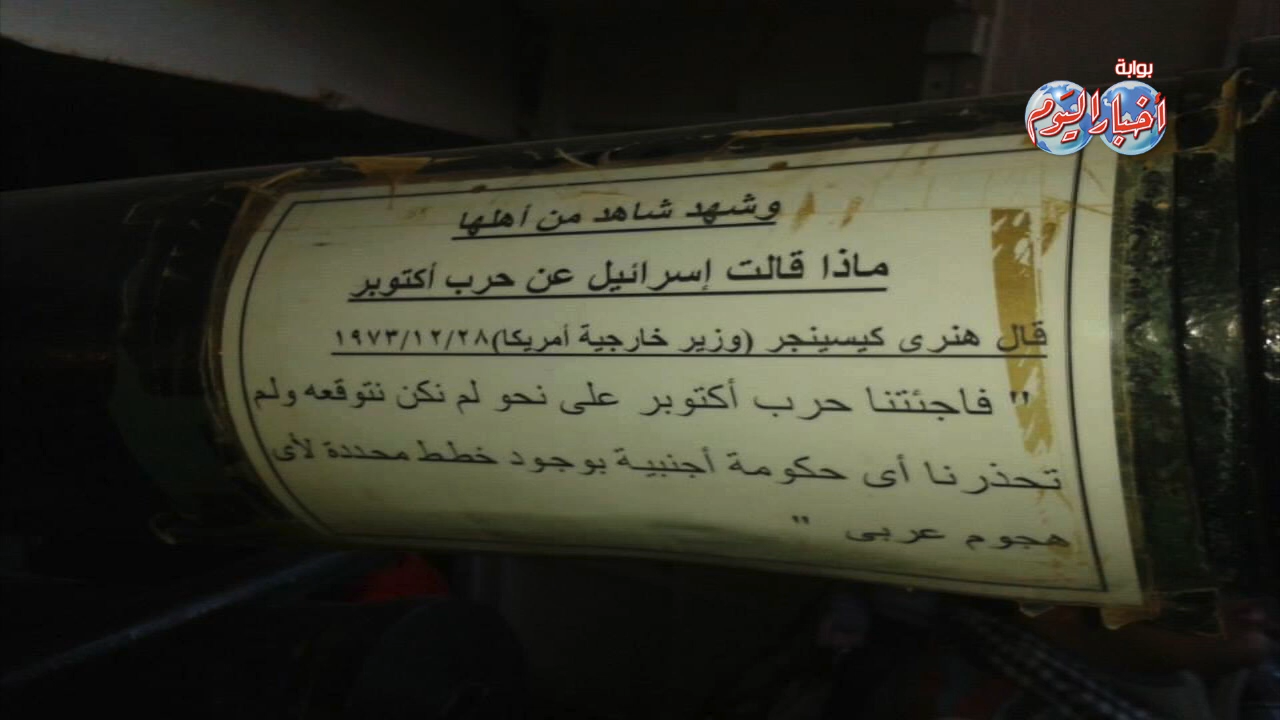 بوابة
أخبار اليوم
وشهد شاهد من أهلها
ماذا قالت إسرائيل عن حرب أكتوبر
قال هنرى كيسينجر (وزير خارجية أمريكا)١٩٧٣/١٢/٢٨
" فاجئتنا حرب أكتوبر على نحو لم نكن نتوقعه ولم
تحذرنا أى حكومة أجنبية بوجود خطط محددة لأى
هجوم عربى "